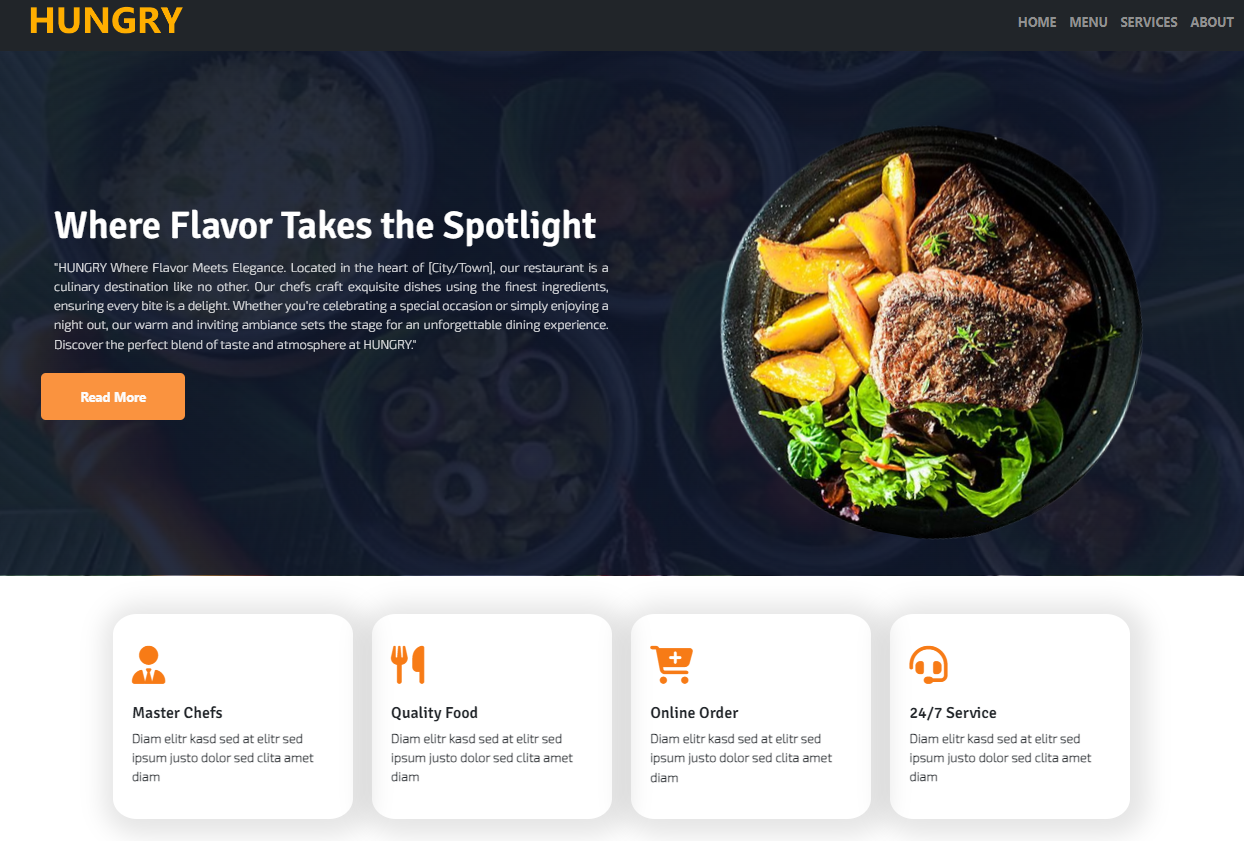 HUNGRY
HOME MENU SERVICES ABOUT
Where Flavor Takes the Spotlight
"HUNGRY Where Flavor Meets Elegance. Located in the heart of [City/Town], our restaurant is a
culinary destination like no other. Our chefs craft exquisite dishes using the finest ingredients,
ensuring every bite is a delight. Whether you're celebrating a special occasion or simply enjoying a
night out, our warm and inviting ambiance sets the stage for an unforgettable dining experience.
Discover the perfect blend of taste and atmosphere at HUNGRY."
Read More
Master Chefs
Diam elitr kasd sed at elitr sed
ipsum justo dolor sed clita amet
diam
Quality Food
Diam elitr kasd sed at elitr sed
ipsum justo dolor sed clita amet
diam
Online Order
Diam elitr kasd sed at elitr sed
ipsum justo dolor sed clita amet
diam
24/7 Service
Diam elitr kasd sed at elitr sed
ipsum justo dolor sed clita amet
diam